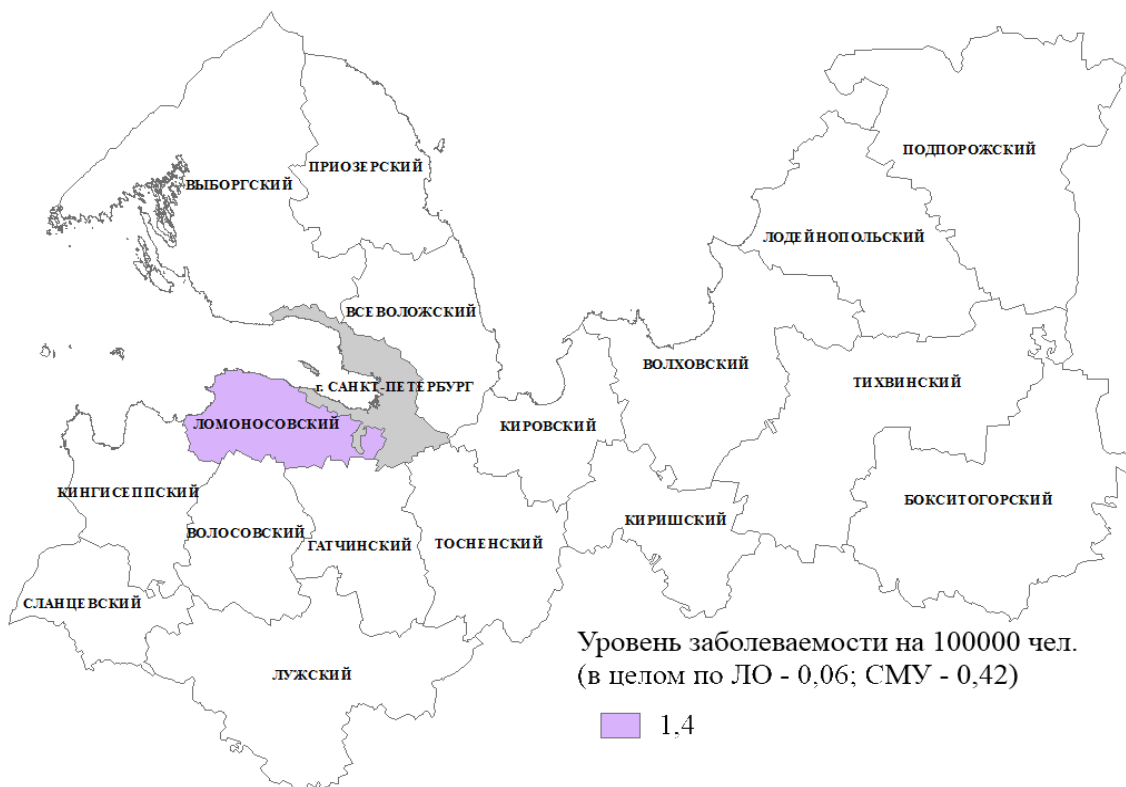 ПОДПОРОЖСКИЙ
ПРИОЗЕРСКИЙ
ВЫБОРГСКИЙ
ЛОДЕЙНОПОЛЬСКИЙ
ВСЕВОЛОЖСКИЙ
ВОЛХОВСКИЙ
ТИХВИНСКИЙ
г. САНКТ-ПЕТЕРБУРГ
ЛОМОНОСОВСКИЙ
КИРОВСКИЙ
КИНГИСЕППСКИЙ
БОКСИТОГОРСКИЙ
КИРИШСКИЙ
ВОЛОСОВСКИЙ
ГАТЧИНСКИЙ
ТОСНЕНСКИЙ
СЛАНЦЕВСКИЙ
ЛУЖСКИЙ
Уровень заболеваемости на 100000 чел.
(в целом по ЛО - 0,06; СМУ - 0,42)
1,4